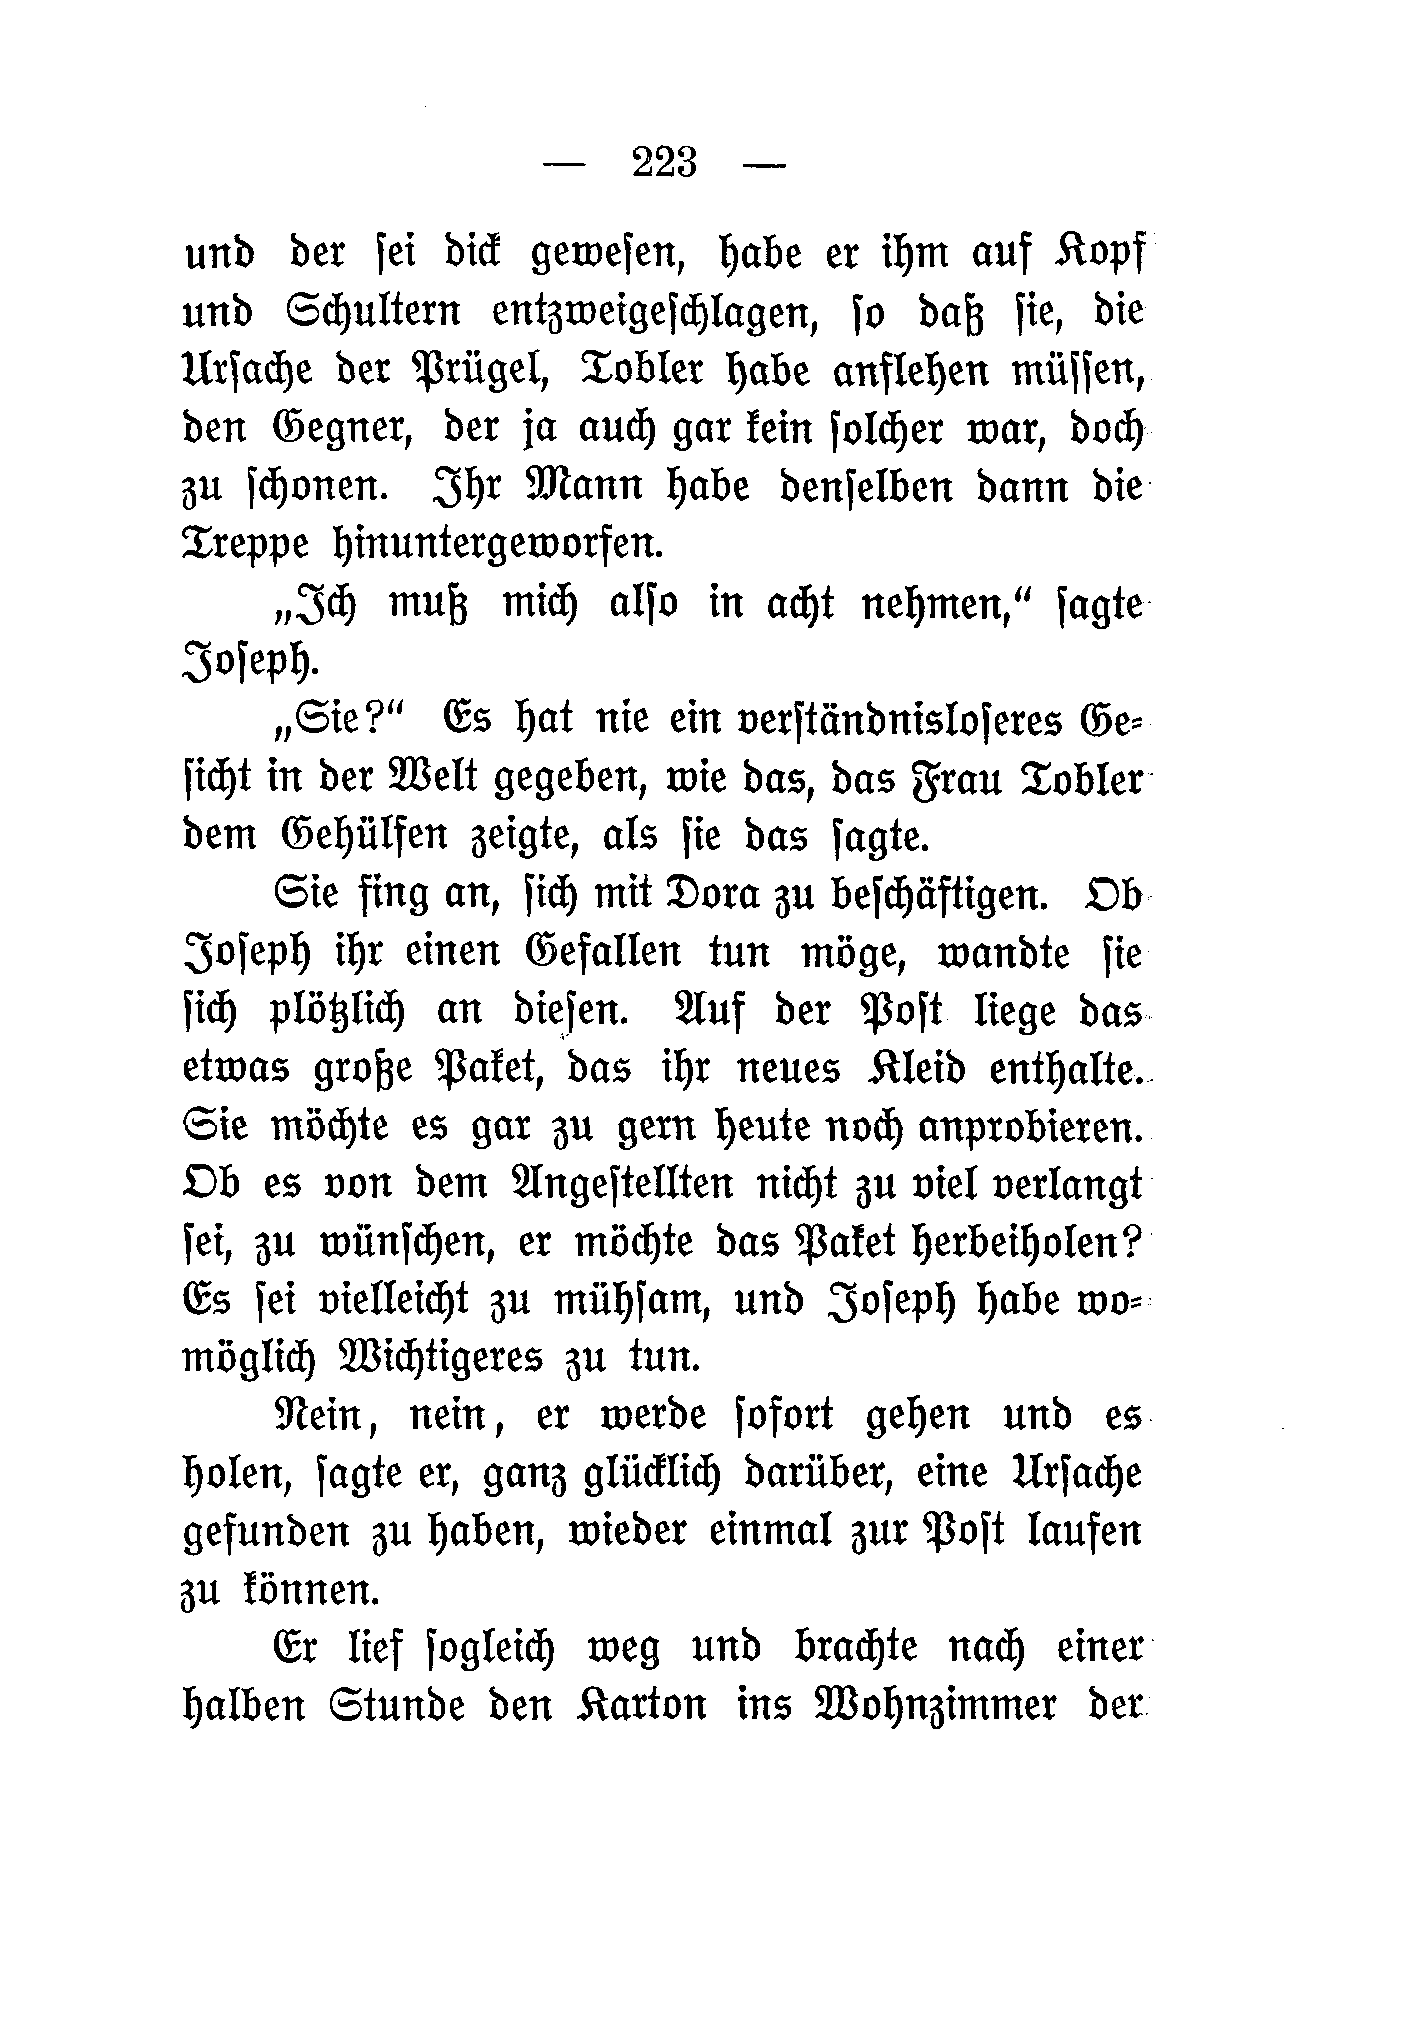 — 223 —
und der ſei dick geweſen, habe er ihm auf Kopf
und Schultern entzweigeſchlagen, ſo daß ſie, die
Urſache der Prügel, Tobler habe anflehen müſſen,
den Gegner, der ja auch gar kein ſolcher war, doch
zu ſchonen. Ihr Mann habe denſelben dann die
Treppe hinuntergeworfen.
„Ich muß mich alſo in acht nehmen,“ ſagte
Joſeph.
„Sie?“ Es hat nie ein verſtändnisloſeres Ge-
ſicht in der Welt gegeben, wie das, das Frau Tobler
dem Gehülfen zeigte, als ſie das ſagte.
Sie fing an, ſich mit Dora zu beſchäftigen. Ob
Joſeph ihr einen Gefallen tun möge, wandte ſie
ſich plötzlich an dieſen. Auf der Poſt liege das
etwas große Paket, das ihr neues Kleid enthalte.
Sie möchte es gar zu gern heute noch anprobieren.
Ob es von dem Angeſtellten nicht zu viel verlangt
ſei, zu wünſchen, er möchte das Paket herbeiholen?
Es ſei vielleicht zu mühſam, und Joſeph habe wo-
möglich Wichtigeres zu tun.
Nein, nein, er werde ſofort gehen und es
holen, ſagte er, ganz glücklich darüber, eine Urſache
gefunden zu haben, wieder einmal zur Poſt laufen
zu können.
Er lief ſogleich weg und brachte nach einer
halben Stunde den Karton ins Wohnzimmer der